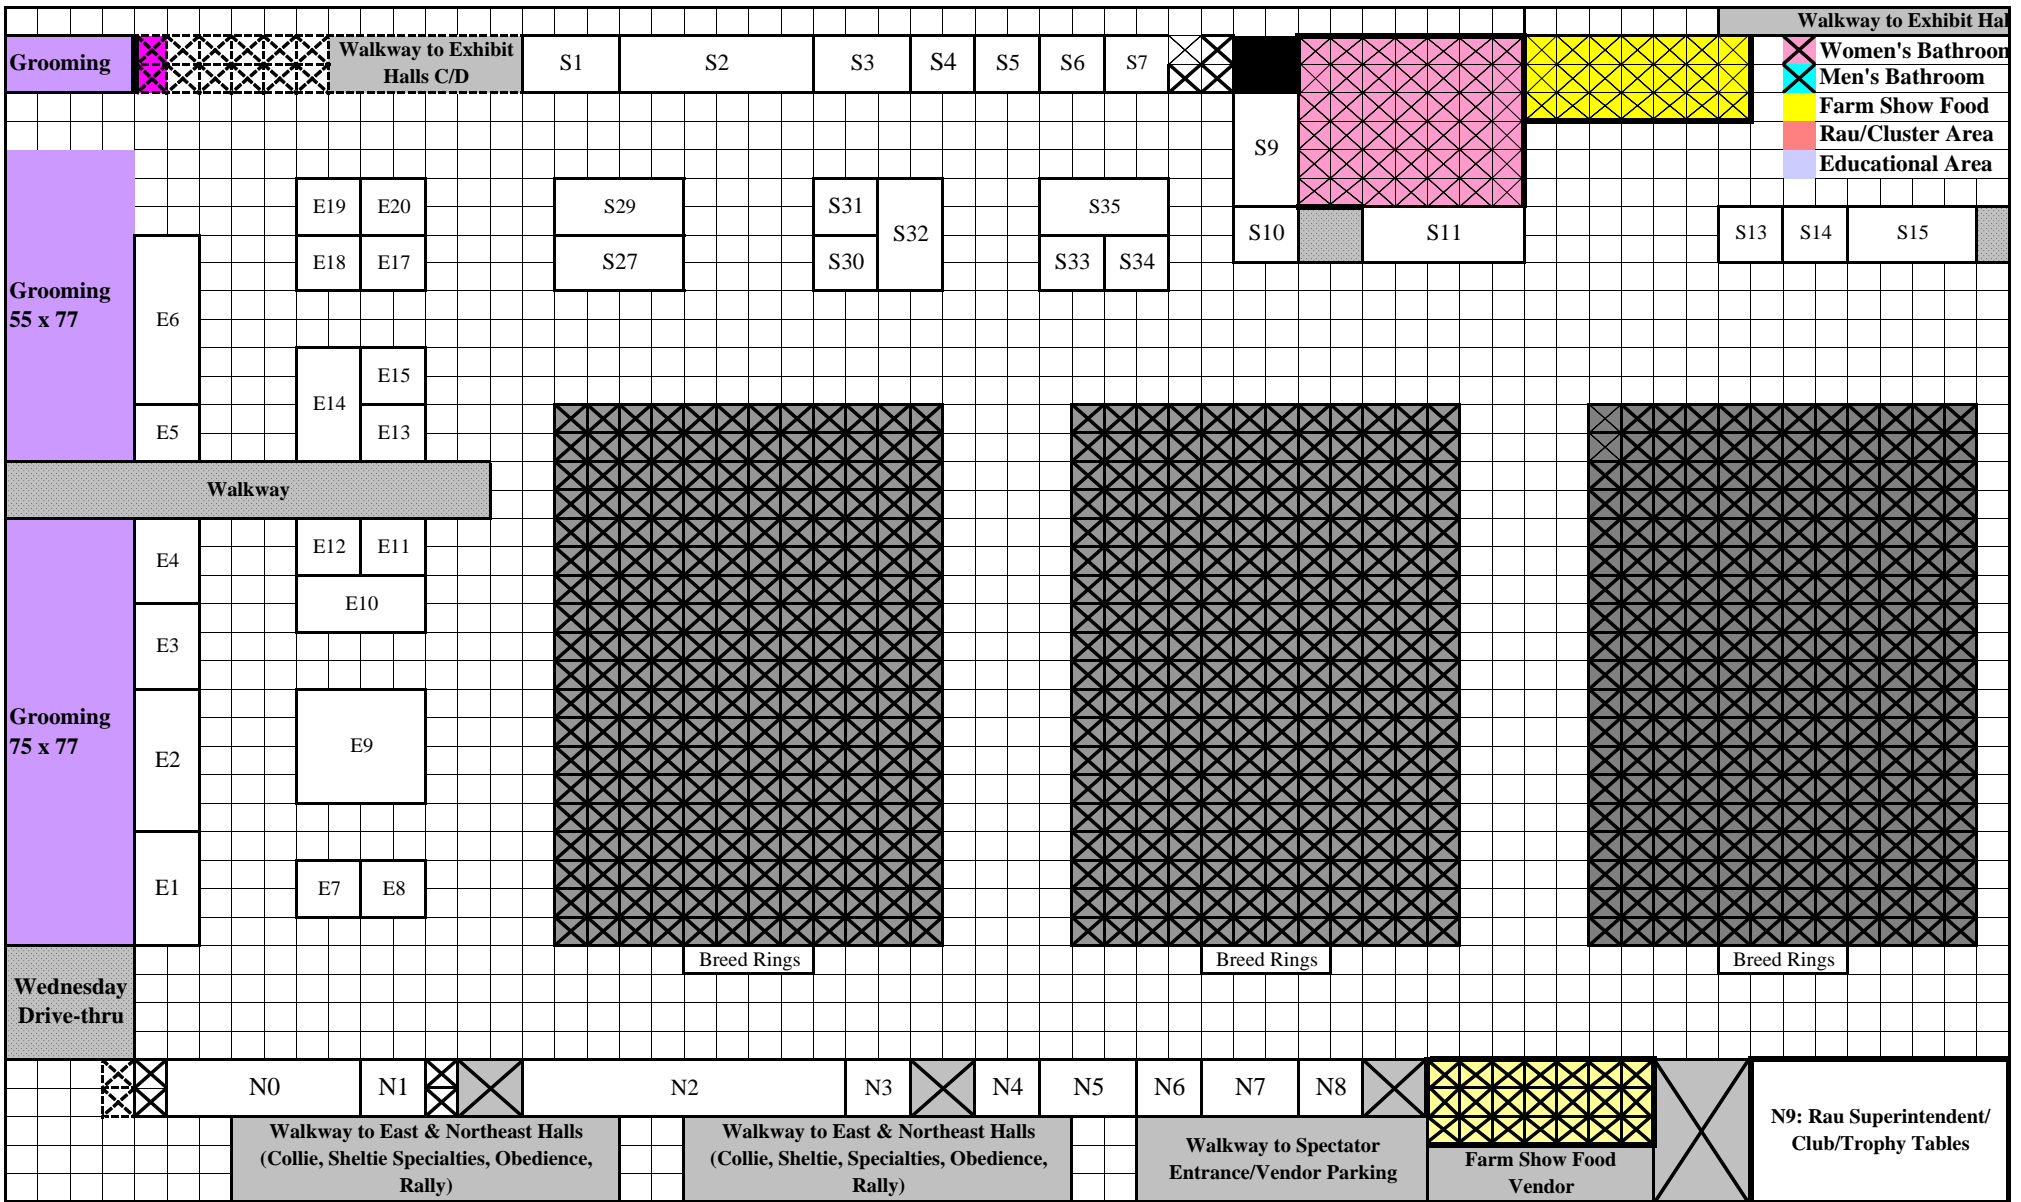 Walkway to Exhibit Hal
Grooming
Walkway to Exhibit
Halls C/D
S1
S2
S3
S4
S5
S6
S7
Women's Bathroom
Men's Bathroom
Farm Show Food
Rau/Cluster Area
Educational Area
S9
E19
E20
S29
S31
S32
S35
S10
S11
S13
S14
S15
E18
E17
S27
S30
S33
S34
Grooming
55 x 77
E6
E15
E14
E5
E13
Walkway
E12
E11
E4
E10
E3
Grooming
75 x 77
E2
E9
E1
E7
E8
Breed Rings
Breed Rings
Breed Rings
Wednesday
Drive-thru
N0
N1
N2
N3
N4
N5
N6
N7
N8
N9: Rau Superintendent/
Club/Trophy Tables
Walkway to East & Northeast Halls
(Collie, Sheltie Specialties, Obedience,
Rally)
Walkway to East & Northeast Halls
(Collie, Sheltie, Specialties, Obedience,
Rally)
Walkway to Spectator
Entrance/Vendor Parking
Farm Show Food
Vendor